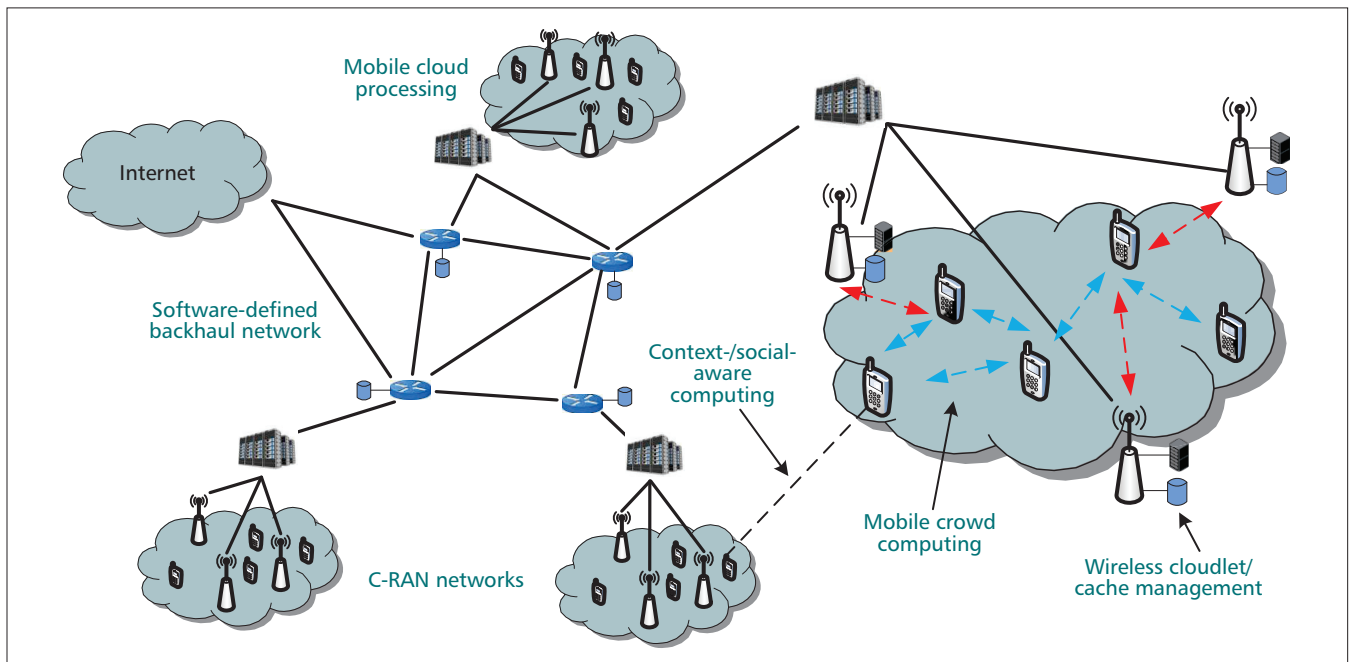 Mobile cloud
processing
Internet
Software-defined
backhaul network
Context-/social-
aware
computing
Mobile crowd
computing
C-RAN networks
Wireless cloudlet/
cache management